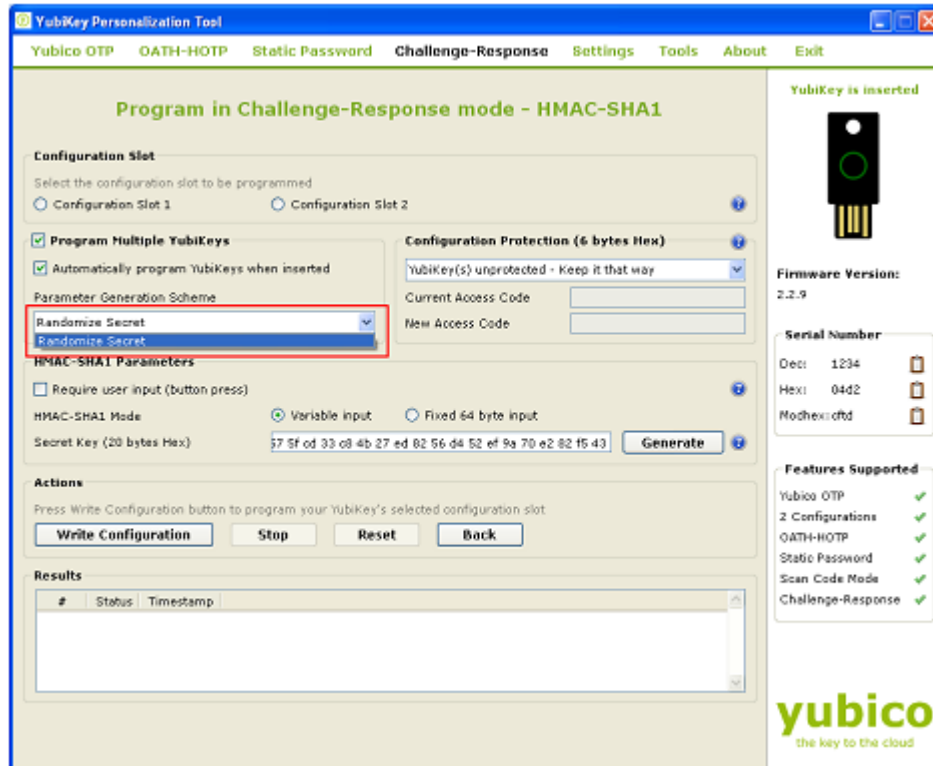 YubiKey Personalization Tool
Yubico OTP OATH-HOTP Static Password Challenge-Response Settings Tools About Exit
Program in Challenge-Response mode - HMAC-SHA1
Configuration Slot
Select the configuration slot to be programmed
Configuration Slot 1 Configuration Slot 2
Program Multiple YubiKeys
Automatically program YubiKeys when inserted
Parameter Generation Scheme
Randomize Secret
Randomize Secret
Configuration Protection (6 bytes Hex)
YubiKey(s) unprotected - Keep it that way
Current Access Code
New Access Code
HMAC-SHA1 Parameters
Require user input (button press)
HMAC-SHA1 Mode Variable input Fixed 64 byte input
Secret Key (20 bytes Hex) 57 5f cd 33 c8 4b 27 ed 82 56 d4 52 ef 9a 70 e2 82 f5 43 Generate
Actions
Press Write Configuration button to program your YubiKey's selected configuration slot
Write Configuration Stop Reset Back
Results
# Status Timestamp
YubiKey is inserted
Firmware Version:
2.2.9
Serial Number
Dec: 1234
Hex: 04d2
Modhex: cftd
Features Supported
Yubico OTP
2 Configurations
OATH-HOTP
Static Password
Scan Code Mode
Challenge-Response
yubico
the key to the cloud